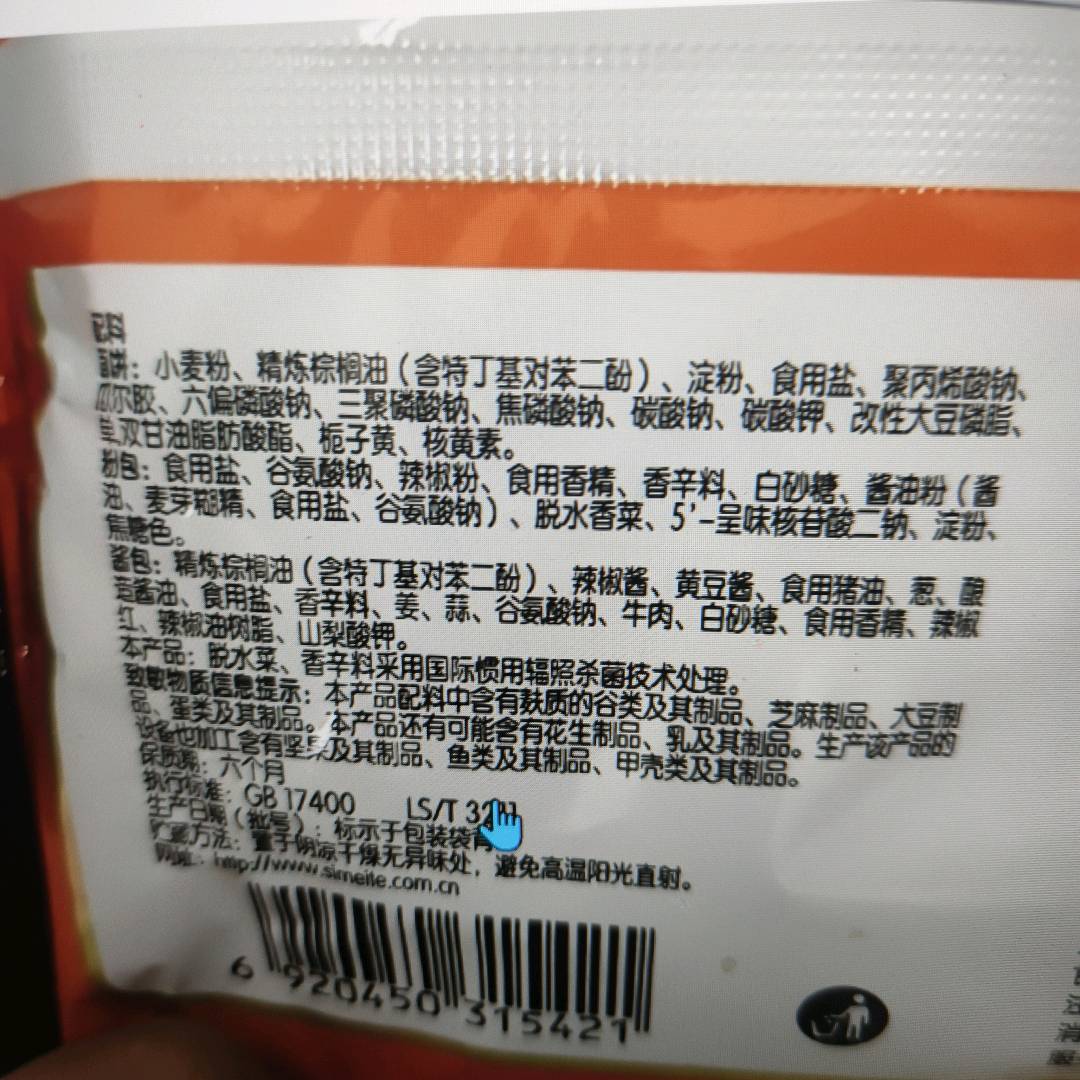 配料
面饼：小麦粉、精炼棕榈油（含特丁基对苯二酚）、淀粉、食用盐、聚丙烯酸钠、
瓜尔胶、六偏磷酸钠、三聚磷酸钠、焦磷酸钠、碳酸钠、碳酸钾、改性大豆磷脂、
单,双甘油脂肪酸酯、栀子黄、核黄素。
粉包：食用盐、谷氨酸钠、辣椒粉、食用香精、香辛料、白砂糖、酱油粉（酱
油、麦芽糊精、食用盐、谷氨酸钠）、脱水香菜、5'-呈味核苷酸二钠、淀粉、
焦糖色。
酱包：精炼棕榈油（含特丁基对苯二酚）、辣椒酱、黄豆酱、食用猪油、葱、酿
造酱油、食用盐、香辛料、姜、蒜、谷氨酸钠、牛肉、白砂糖、食用香精、辣椒
红、辣椒油树脂、山梨酸钾。
本产品：脱水菜、香辛料采用国际惯用辐照杀菌技术处理。
致敏物质信息提示：本产品配料中含有麸质的谷类及其制品、芝麻制品、大豆制
品、蛋类及其制品。本产品还有可能含有花生制品、乳及其制品。生产该产品的
设备也加工含有坚果及其制品、鱼类及其制品、甲壳类及其制品。
保质期：六个月
执行标准：GB 17400 LS/T
生产日期（批号）：标示于包装袋背
贮藏方法：置于阴凉干燥无异味处，避免高温阳光直射。
网址：http://www.simeite.com.cn
6 920450 315421
消